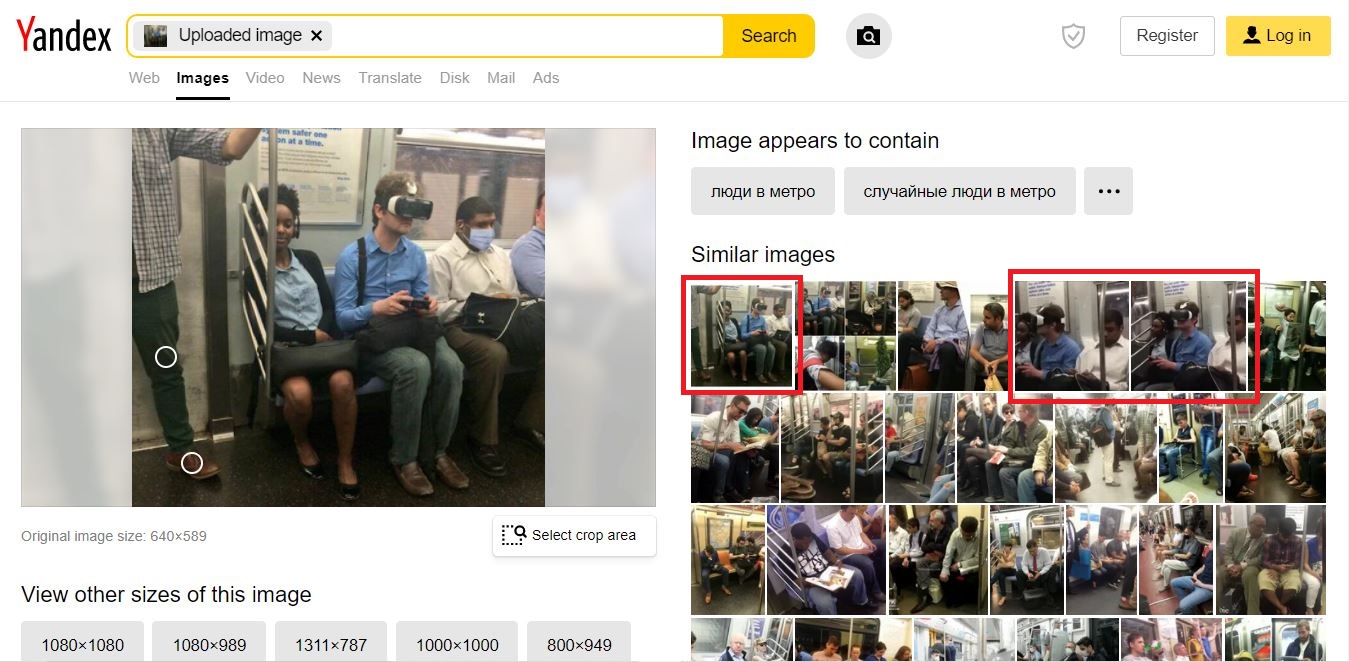 Yandex
Uploaded image ×
Search
Register
Log in
Web Images Video News Translate Disk Mail Ads
em safer one
on at a time.
Image appears to contain
люди в метро
случайные люди в метро
...
Similar images
Original image size: 640×589
Select crop area
View other sizes of this image
1080×1080
1080×989
1311×787
1000×1000
800×949